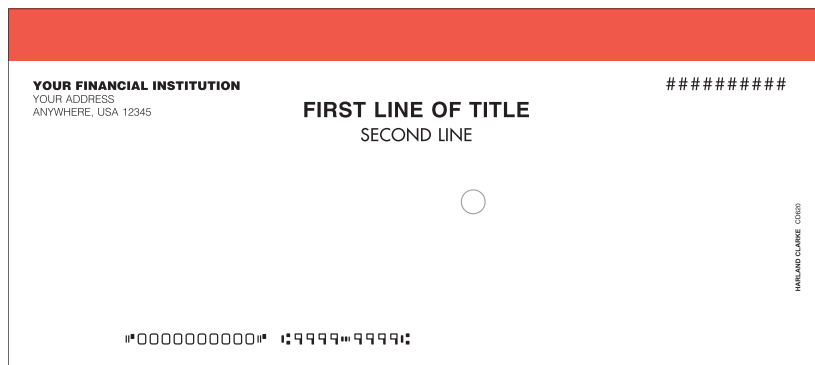 YOUR FINANCIAL INSTITUTION
YOUR ADDRESS
ANYWHERE, USA 12345
##########
FIRST LINE OF TITLE
SECOND LINE
HARLAND CLARKE CD620
⑈0000000000⑈ ⑆9999⑉9999⑆